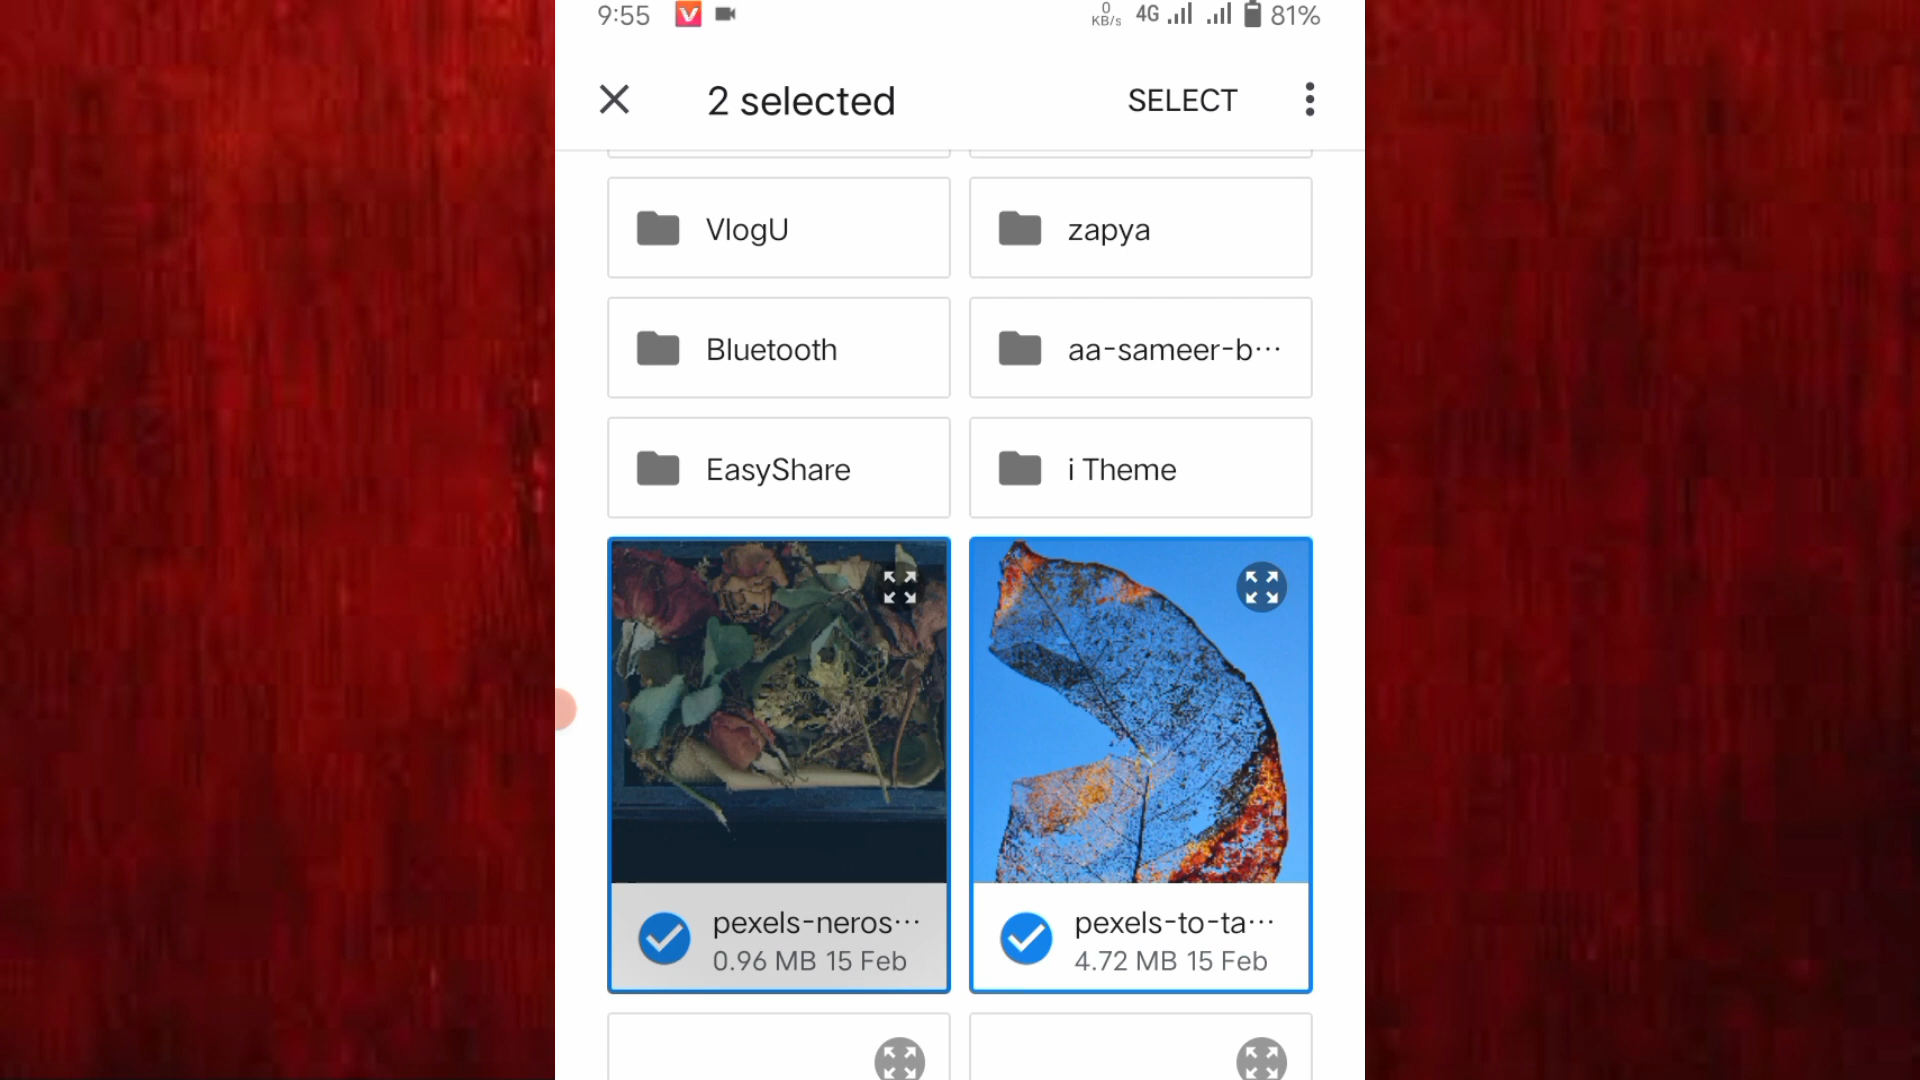 9:55 V 0 KB/s 4G 81%
2 selected SELECT
VlogU zapya
Bluetooth aa-sameer-b···
EasyShare i Theme
pexels-neros··· pexels-to-ta···
0.96 MB 15 Feb 4.72 MB 15 Feb